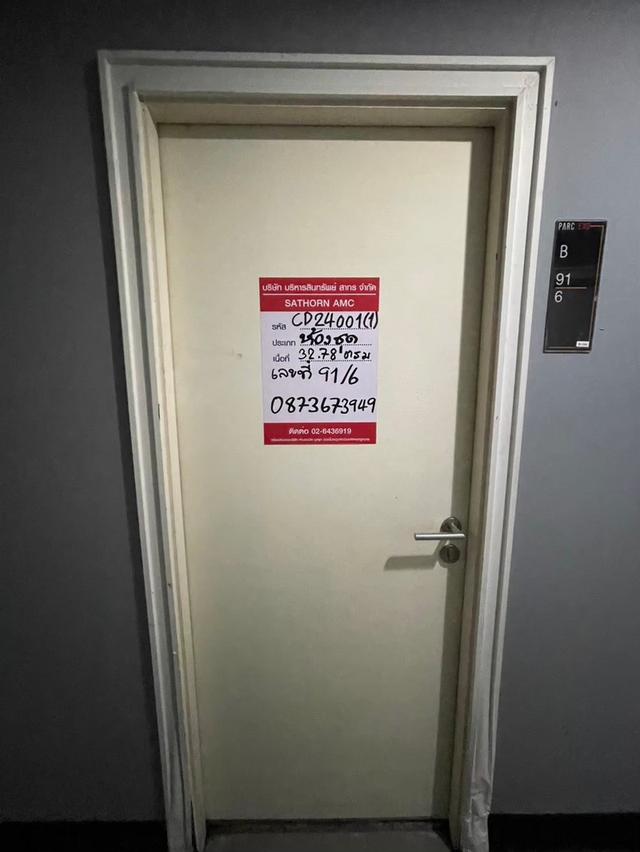 บริษัท บริหารสินทรัพย์ สาทร จำกัด
SATHORN AMC
รหัส CD24001(1)
ประเภท ห้องชุด
เนื้อที่ 32.78 ตรม
เลขที่ 91/6
0873673949
ติดต่อ 02-6436919
PARC EXO
B
91
6